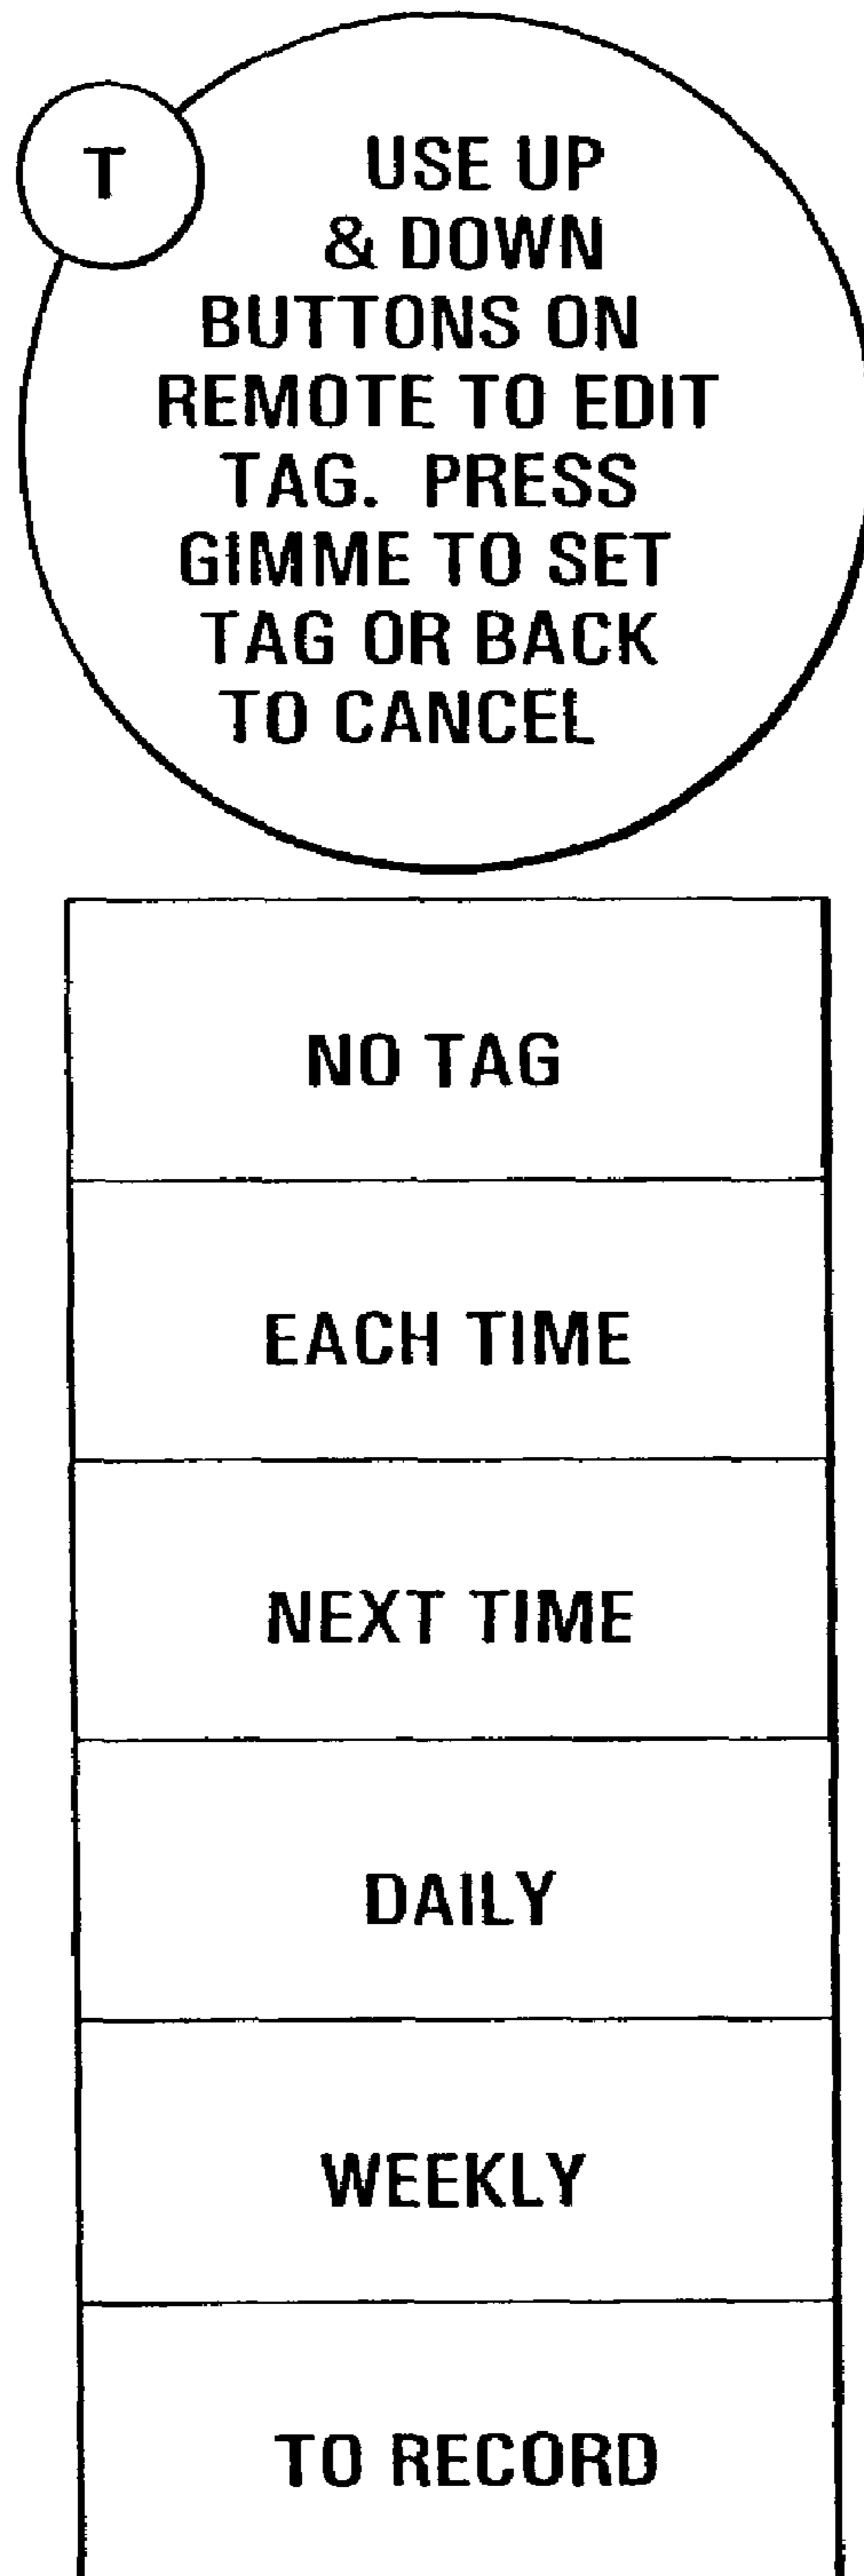 T
USE UP
& DOWN
BUTTONS ON
REMOTE TO EDIT
TAG. PRESS
GIMME TO SET
TAG OR BACK
TO CANCEL
NO TAG
EACH TIME
NEXT TIME
DAILY
WEEKLY
TO RECORD